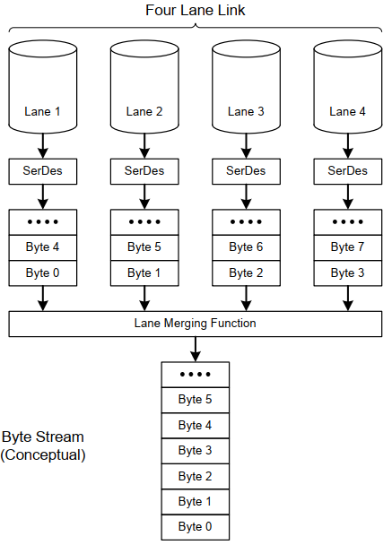 Four Lane Link
Lane 1 Lane 2 Lane 3 Lane 4
SerDes SerDes SerDes SerDes
•••• •••• •••• ••••
Byte 4 Byte 5 Byte 6 Byte 7
Byte 0 Byte 1 Byte 2 Byte 3
Lane Merging Function
••••
Byte 5
Byte 4
Byte 3
Byte 2
Byte 1
Byte 0
Byte Stream
(Conceptual)